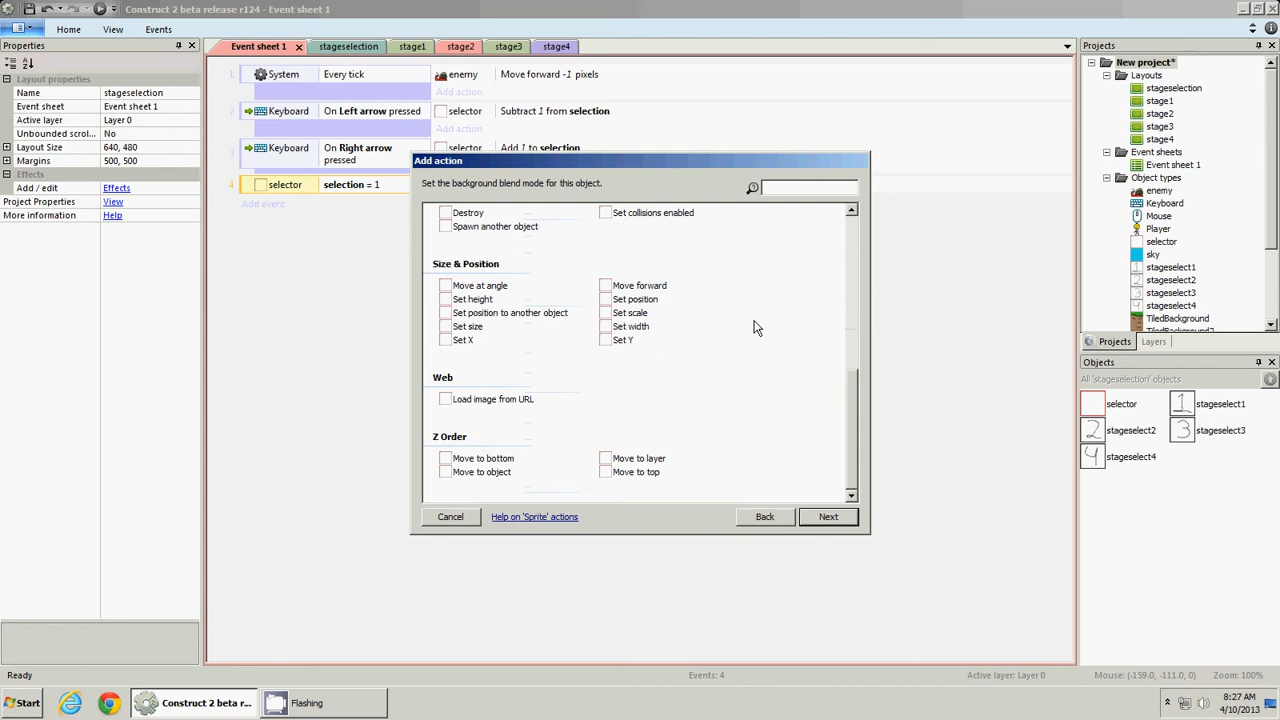 Construct 2 beta release r124 - Event sheet 1
Home View Events
Properties
Layout properties
Name stageselection
Event sheet Event sheet 1
Active layer Layer 0
Unbounded scrol... No
Layout Size 640, 480
Margins 500, 500
Effects
Add / edit Effects
Project Properties View
More information Help
Event sheet 1 stageselection stage1 stage2 stage3 stage4
1 System Every tick enemy Move forward -1 pixels
Add action
2 Keyboard On Left arrow pressed selector Subtract 1 from selection
Add action
3 Keyboard On Right arrow pressed selector Add 1 to selection
4 selector selection = 1
Add event
Add action
Set the background blend mode for this object.
Destroy Set collisions enabled
Spawn another object
Size & Position
Move at angle Move forward
Set height Set position
Set position to another object Set scale
Set size Set width
Set X Set Y
Web
Load image from URL
Z Order
Move to bottom Move to layer
Move to object Move to top
Cancel Help on 'Sprite' actions Back Next
Projects
New project*
Layouts
stageselection
stage1
stage2
stage3
stage4
Event sheets
Event sheet 1
Object types
enemy
Keyboard
Mouse
Player
selector
sky
stageselect1
stageselect2
stageselect3
stageselect4
TiledBackground
TiledBackground2
Projects Layers
Objects
All 'stageselection' objects
selector 1 stageselect1
2 stageselect2 3 stageselect3
4 stageselect4
Ready Events: 4 Active layer: Layer 0 Mouse: (-159.0, -111.0, 0) Zoom: 100%
Start Construct 2 beta r... Flashing 8:27 AM
4/10/2013